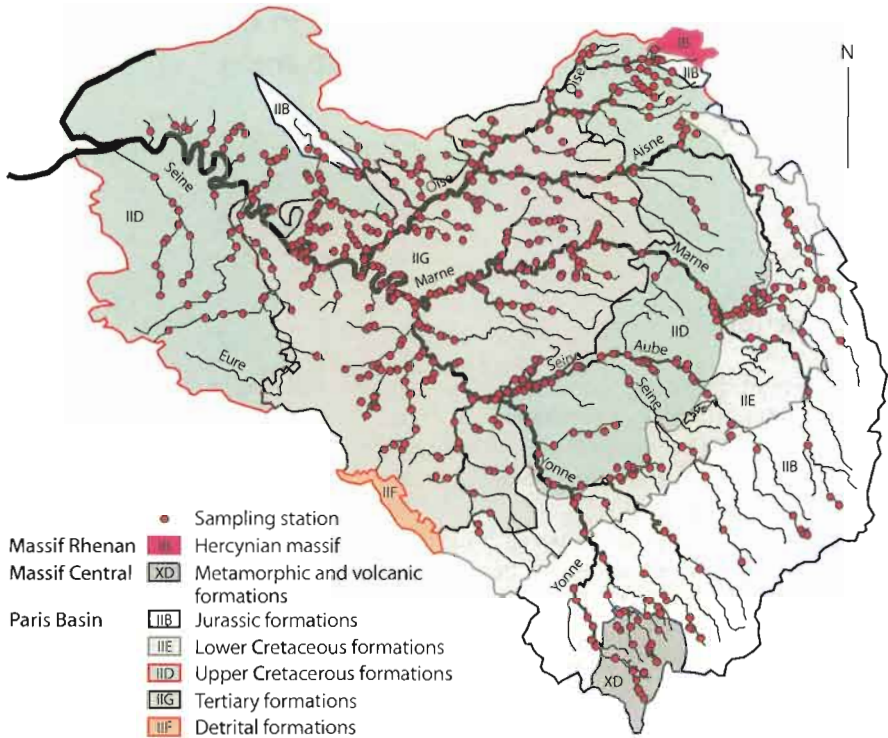 N
IB
IIB
Oise
IIB
Aisne
Seine
Oise
IID
IIG
Marne
Marne
IID
Aube
Seine
Seine
Eure
IIE
Yonne
IIB
IIF
Yonne
XD
Sampling station
Massif Rhenan IB Hercynian massif
Massif Central XD Metamorphic and volcanic
formations
Paris Basin IIB Jurassic formations
IIE Lower Cretaceous formations
IID Upper Cretacerous formations
IIG Tertiary formations
IIF Detrital formations